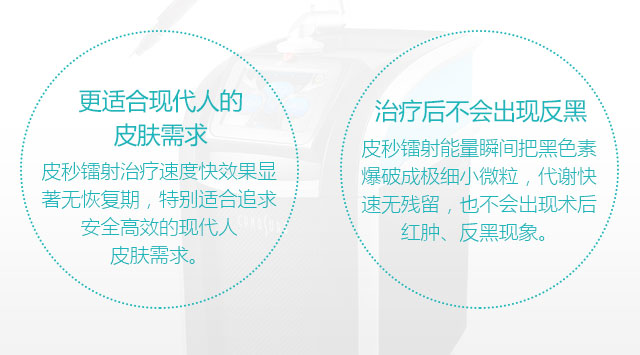 更适合现代人的
皮肤需求
皮秒镭射治疗速度快效果显
著无恢复期，特别适合追求
安全高效的现代人
皮肤需求。
治疗后不会出现反黑
皮秒镭射能量瞬间把黑色素
爆破成极细小微粒，代谢快
速无残留，也不会出现术后
红肿、反黑现象。